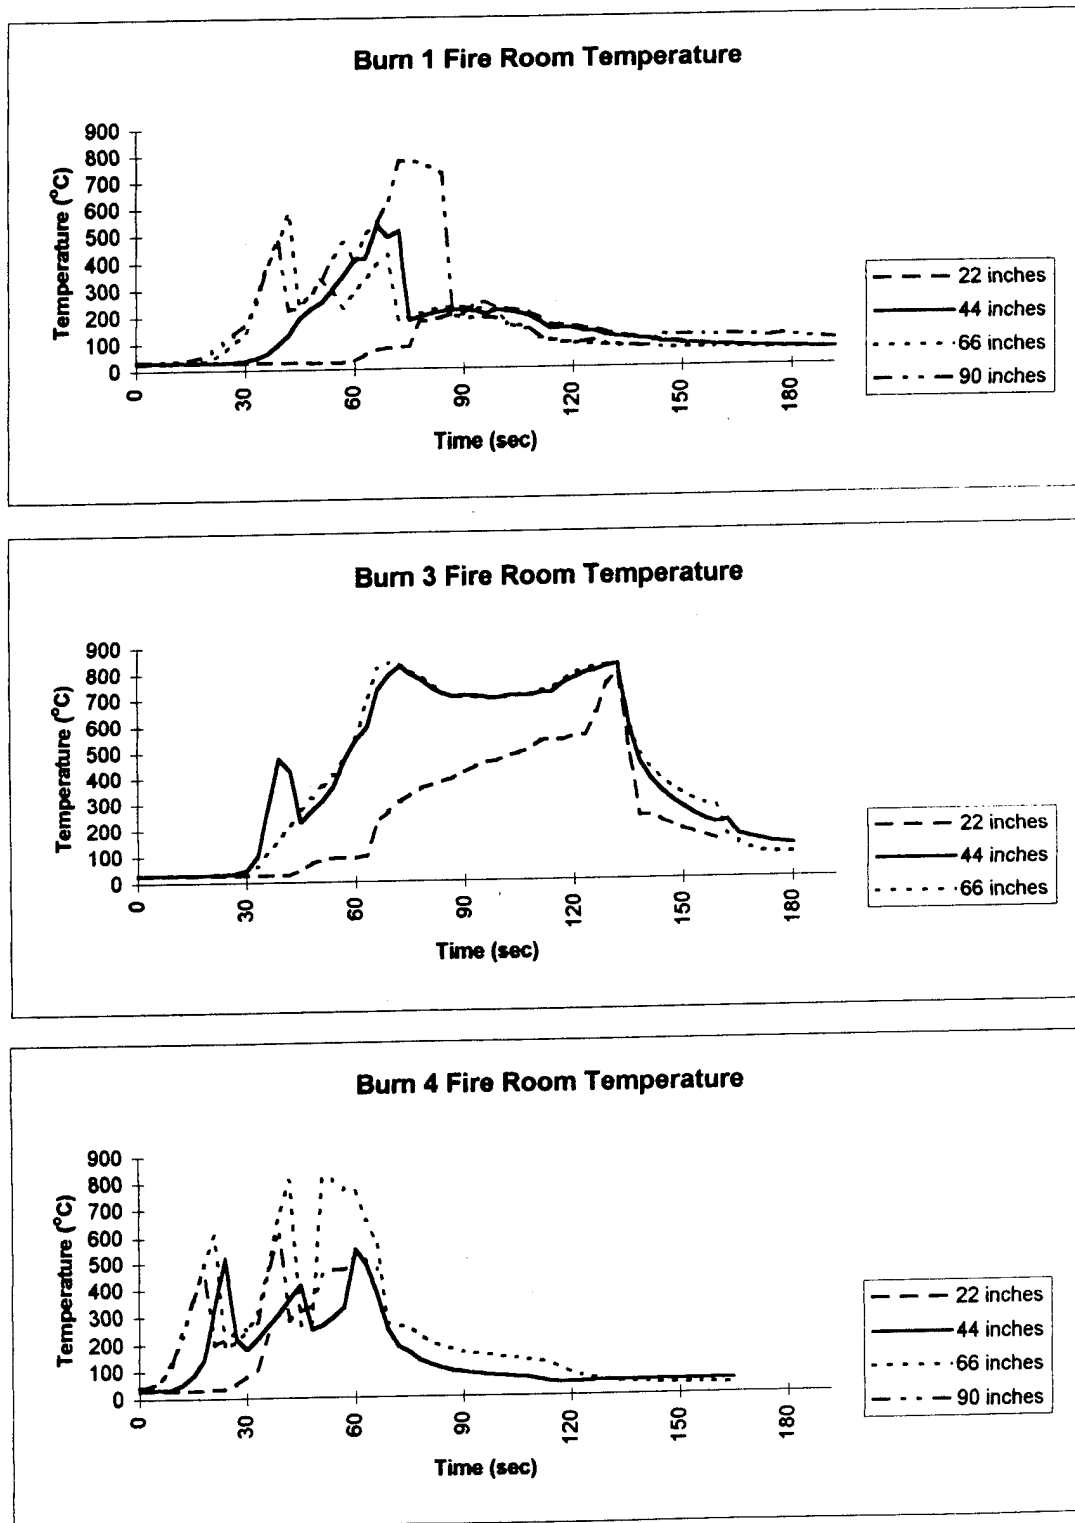 Burn 1 Fire Room Temperature
Temperature (°C)
900
800
700
600
500
400
300
200
100
0
0
30
60
90
120
150
180
Time (sec)
22 inches
44 inches
66 inches
90 inches
Burn 3 Fire Room Temperature
Temperature (°C)
900
800
700
600
500
400
300
200
100
0
0
30
60
90
120
150
180
Time (sec)
22 inches
44 inches
66 inches
Burn 4 Fire Room Temperature
Temperature (°C)
900
800
700
600
500
400
300
200
100
0
0
30
60
90
120
150
180
Time (sec)
22 inches
44 inches
66 inches
90 inches